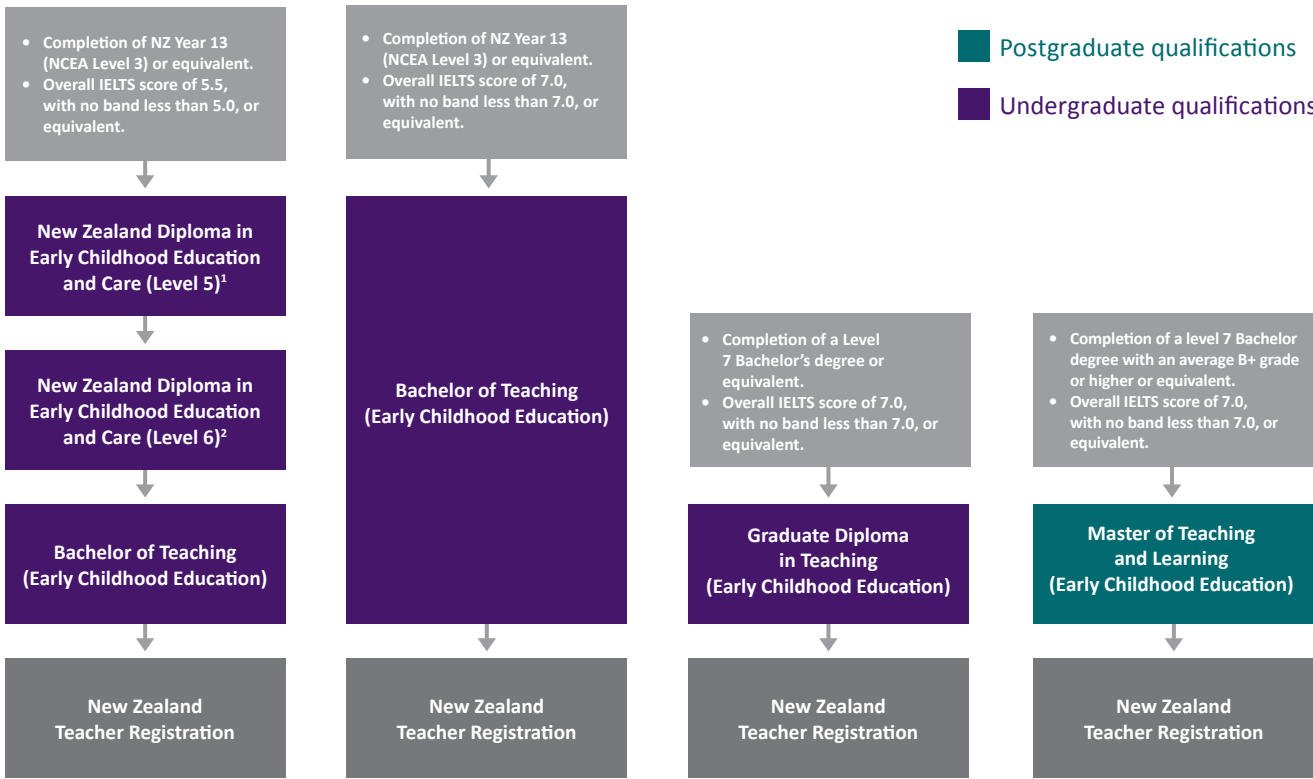 • Completion of NZ Year 13
(NCEA Level 3) or equivalent.
• Overall IELTS score of 5.5,
with no band less than 5.0, or
equivalent.
New Zealand Diploma in
Early Childhood Education
and Care (Level 5)¹
New Zealand Diploma in
Early Childhood Education
and Care (Level 6)²
Bachelor of Teaching
(Early Childhood Education)
New Zealand
Teacher Registration
• Completion of NZ Year 13
(NCEA Level 3) or equivalent.
• Overall IELTS score of 7.0,
with no band less than 7.0, or
equivalent.
Bachelor of Teaching
(Early Childhood Education)
New Zealand
Teacher Registration
• Completion of a Level
7 Bachelor’s degree or
equivalent.
• Overall IELTS score of 7.0,
with no band less than 7.0, or
equivalent.
Graduate Diploma
in Teaching
(Early Childhood Education)
New Zealand
Teacher Registration
Postgraduate qualifications
Undergraduate qualifications
• Completion of a level 7 Bachelor
degree with an average B+ grade
or higher or equivalent.
• Overall IELTS score of 7.0,
with no band less than 7.0, or
equivalent.
Master of Teaching
and Learning
(Early Childhood Education)
New Zealand
Teacher Registration